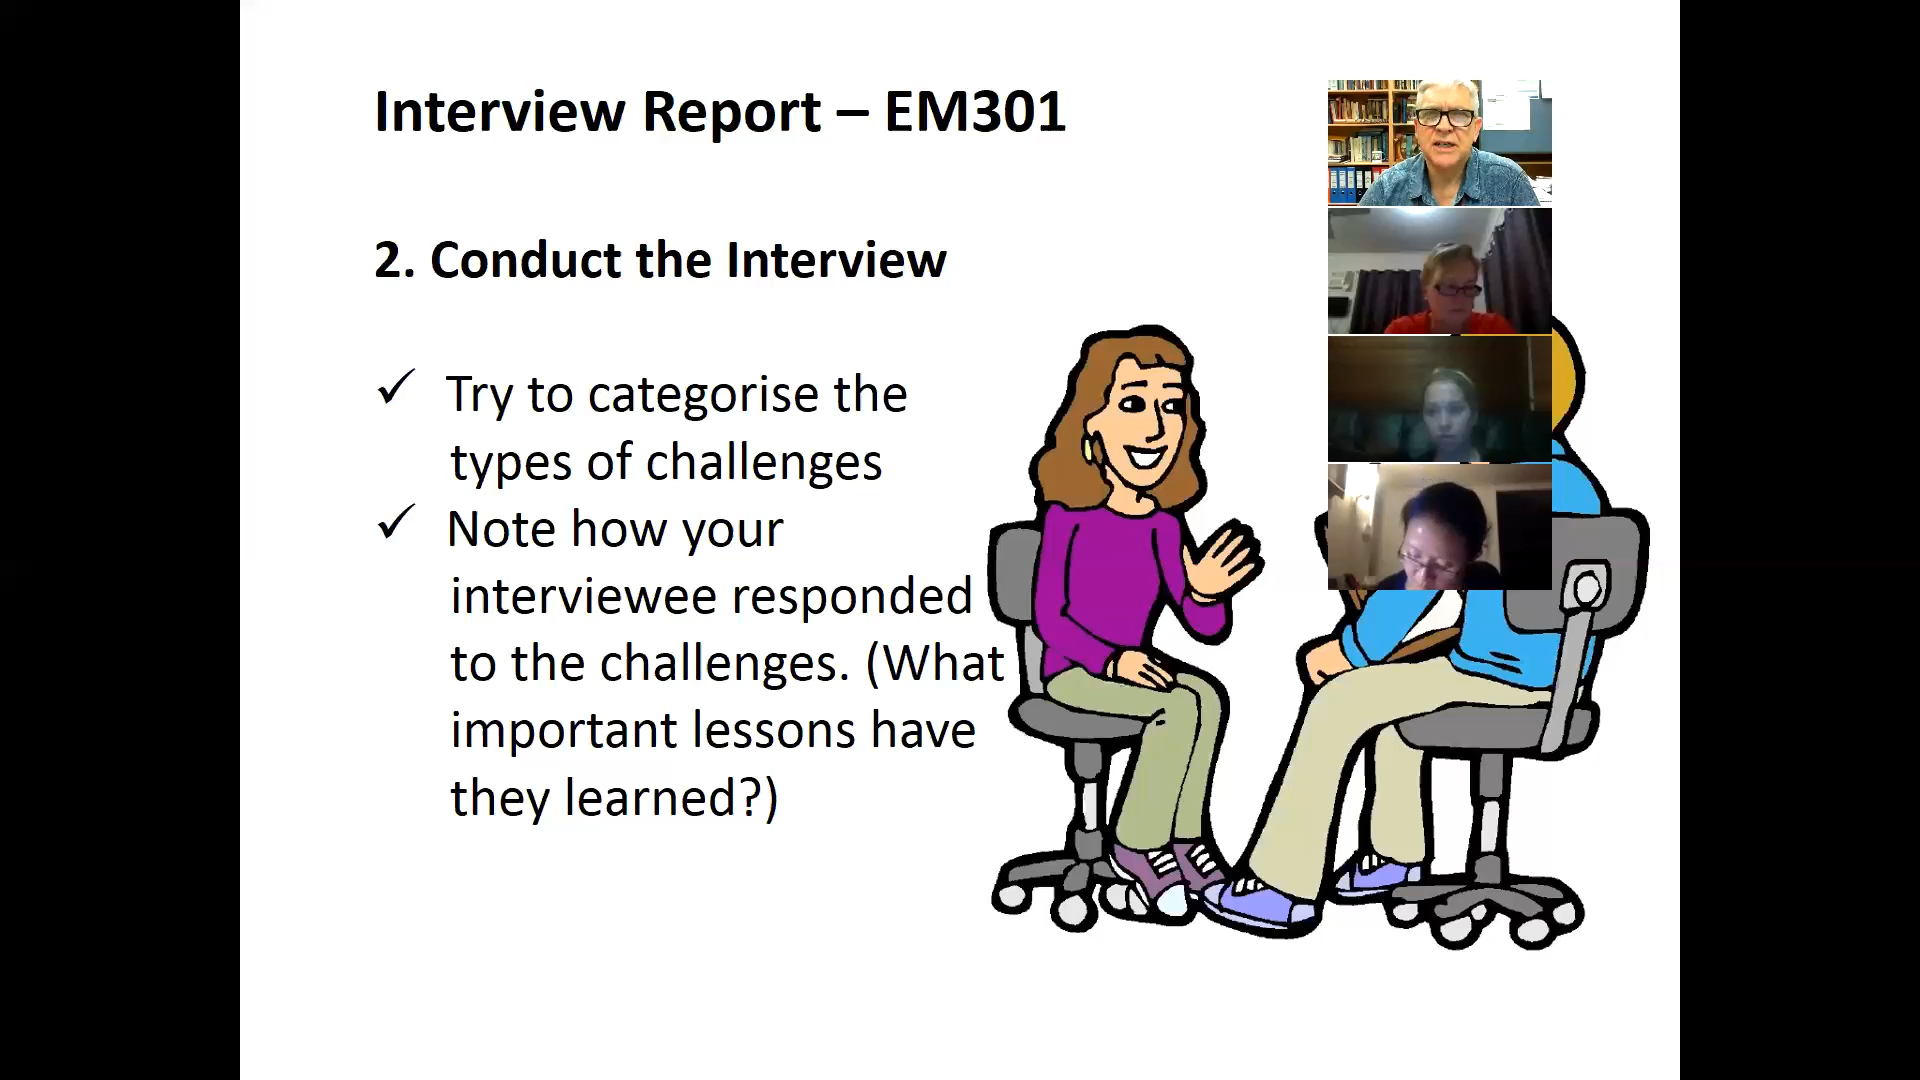 Interview Report – EM301
2. Conduct the Interview
✓ Try to categorise the
types of challenges
✓ Note how your
interviewee responded
to the challenges. (What
important lessons have
they learned?)